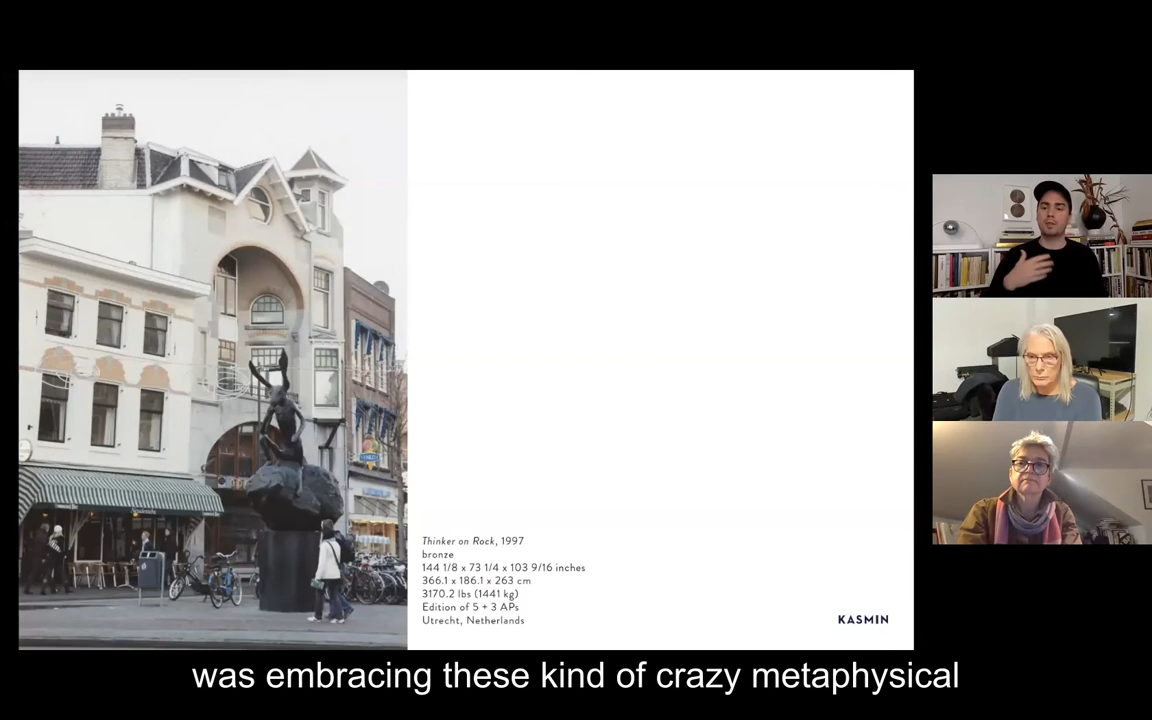 Thinker on Rock, 1997
bronze
144 1/8 x 73 1/4 x 103 9/16 inches
366.1 x 186.1 x 263 cm
3170.2 lbs (1441 kg)
Edition of 5 + 3 APs
Utrecht, Netherlands
KASMIN
was embracing these kind of crazy metaphysical